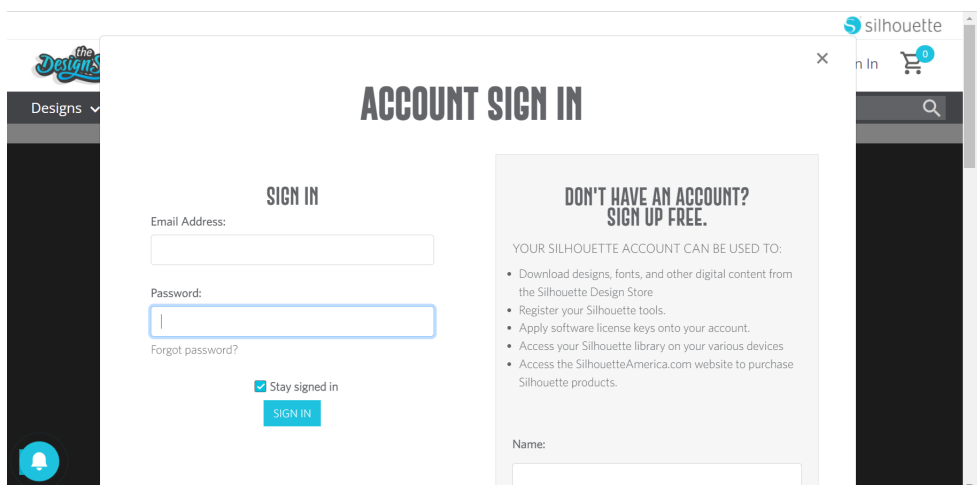 silhouette
the
Design
n In
0
Designs
ACCOUNT SIGN IN
SIGN IN
Email Address:
Password:
Forgot password?
Stay signed in
SIGN IN
DON'T HAVE AN ACCOUNT?
SIGN UP FREE.
YOUR SILHOUETTE ACCOUNT CAN BE USED TO:
• Download designs, fonts, and other digital content from
the Silhouette Design Store
• Register your Silhouette tools.
• Apply software license keys onto your account.
• Access your Silhouette library on your various devices
• Access the SilhouetteAmerica.com website to purchase
Silhouette products.
Name: